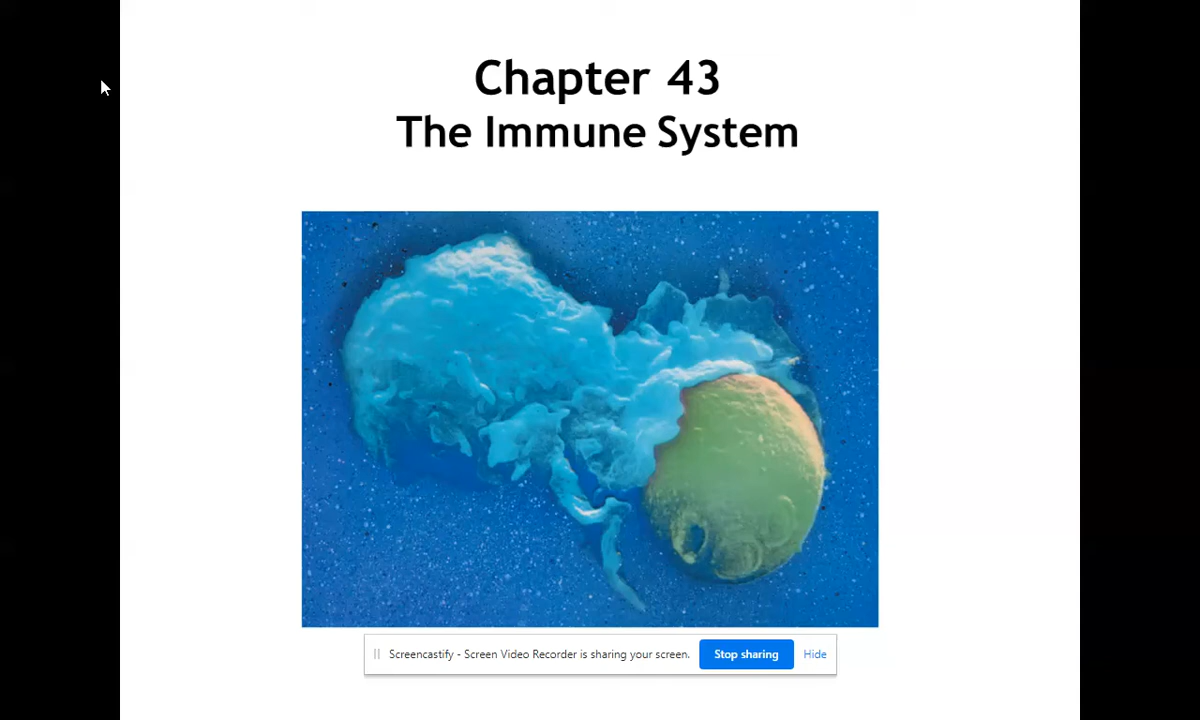 Chapter 43
The Immune System
Screencastify - Screen Video Recorder is sharing your screen. Stop sharing Hide